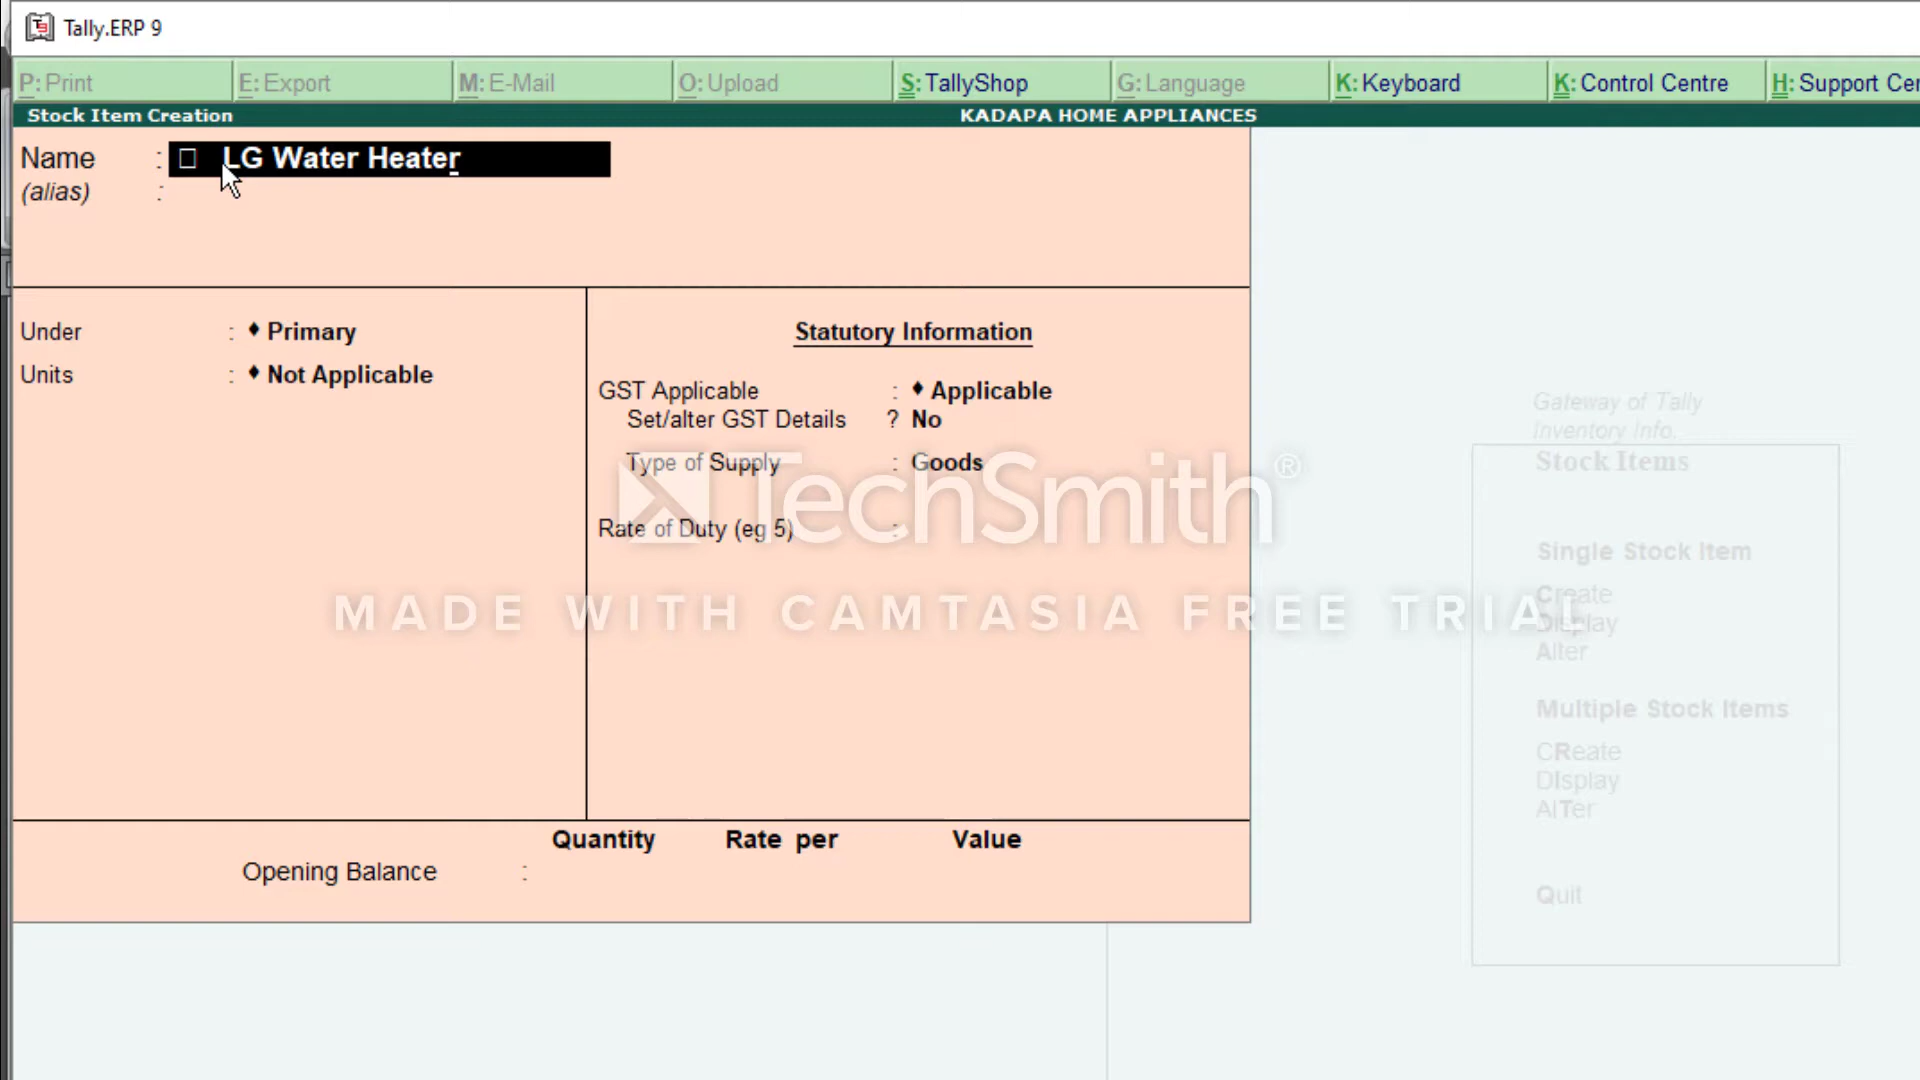 Tally.ERP 9
P: Print E: Export M: E-Mail O: Upload S: TallyShop G: Language K: Keyboard K: Control Centre H: Support Cer
Stock Item Creation KADAPA HOME APPLIANCES
Name : □ LG Water Heater
(alias) :
Under : ♦ Primary
Units : ♦ Not Applicable
Statutory Information
GST Applicable : ♦ Applicable
Set/alter GST Details ? No
Type of Supply : Goods
Rate of Duty (eg 5) :
TechSmith®
MADE WITH CAMTASIA FREE TRIAL
Gateway of Tally
Inventory Info.
Stock Items
Single Stock Item
Create
Display
Alter
Multiple Stock Items
CReate
DIsplay
AlTer
Quit
Quantity Rate per Value
Opening Balance :